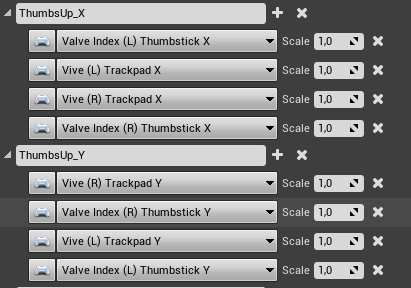 ThumbsUp_X
Valve Index (L) Thumbstick X Scale 1,0
Vive (L) Trackpad X Scale 1,0
Vive (R) Trackpad X Scale 1,0
Valve Index (R) Thumbstick X Scale 1,0
ThumbsUp_Y
Vive (R) Trackpad Y Scale 1,0
Valve Index (R) Thumbstick Y Scale 1,0
Vive (L) Trackpad Y Scale 1,0
Valve Index (L) Thumbstick Y Scale 1,0